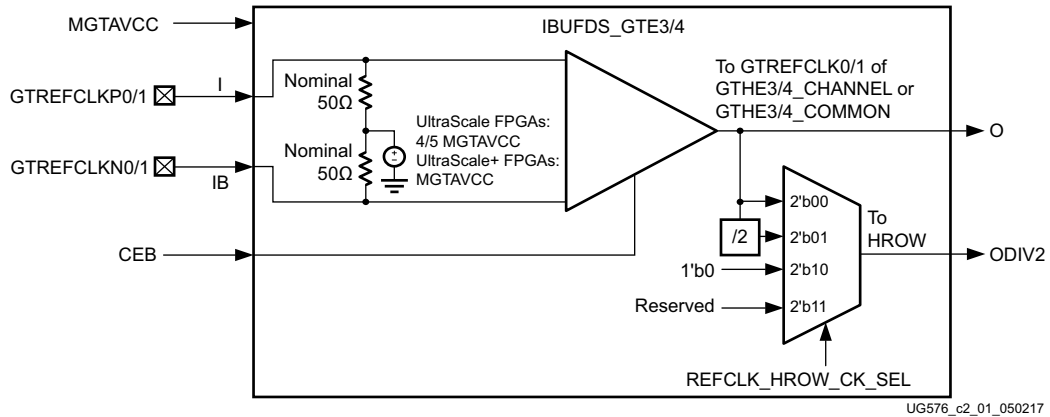 MGTAVCC
IBUFDS_GTE3/4
GTREFCLKP0/1
I
Nominal
50Ω
To GTREFCLK0/1 of
GTHE3/4_CHANNEL or
GTHE3/4_COMMON
UltraScale FPGAs:
4/5 MGTAVCC
UltraScale+ FPGAs:
MGTAVCC
+
−
O
Nominal
50Ω
GTREFCLKN0/1
IB
2'b00
To
HROW
/2
2'b01
CEB
ODIV2
1'b0
2'b10
Reserved
2'b11
REFCLK_HROW_CK_SEL
UG576_c2_01_050217